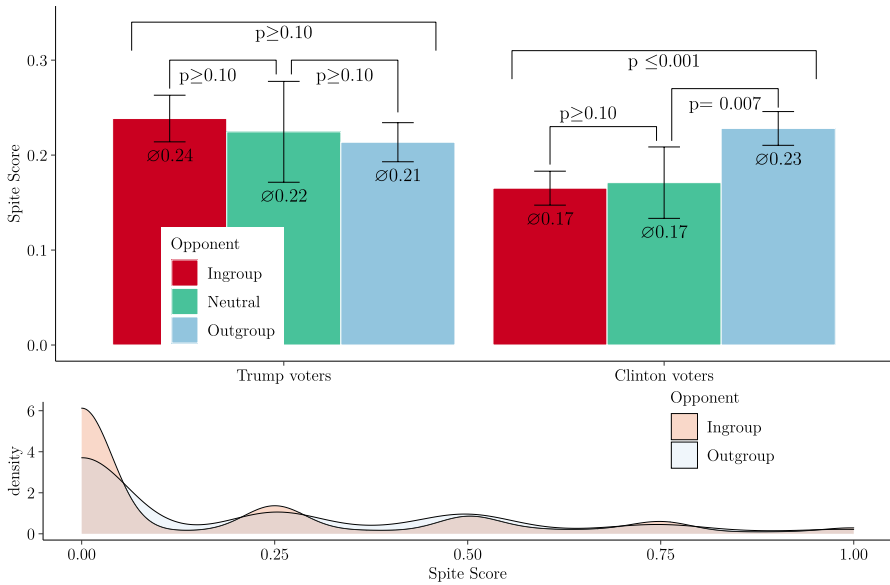 p≥0.10
p≥0.10
p≥0.10
p ≤0.001
p≥0.10
p= 0.007
0.3
0.2
0.1
0.0
Spite Score
∅0.24
∅0.22
∅0.21
∅0.17
∅0.17
∅0.23
Opponent
Ingroup
Neutral
Outgroup
Trump voters
Clinton voters
6
4
2
0
density
Opponent
Ingroup
Outgroup
0.00
0.25
0.50
0.75
1.00
Spite Score